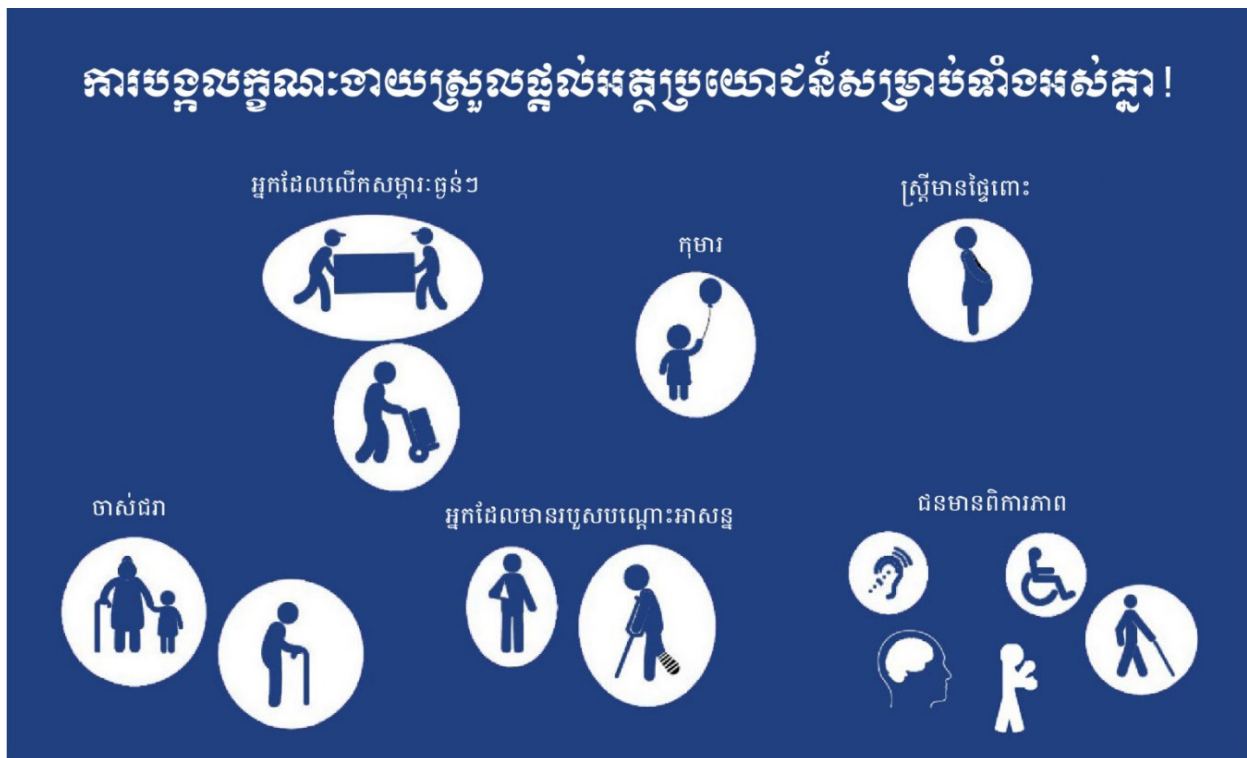 ការបង្កលក្ខណៈងាយស្រួលផ្តល់អត្ថប្រយោជន៍សម្រាប់ទាំងអស់គ្នា!
អ្នកដែលលើកសម្ភារៈធ្ងន់ៗ
កុមារ
ស្ត្រីមានផ្ទៃពោះ
ចាស់ជរា
អ្នកដែលមានរបួសបណ្តោះអាសន្ន
ជនមានពិការភាព